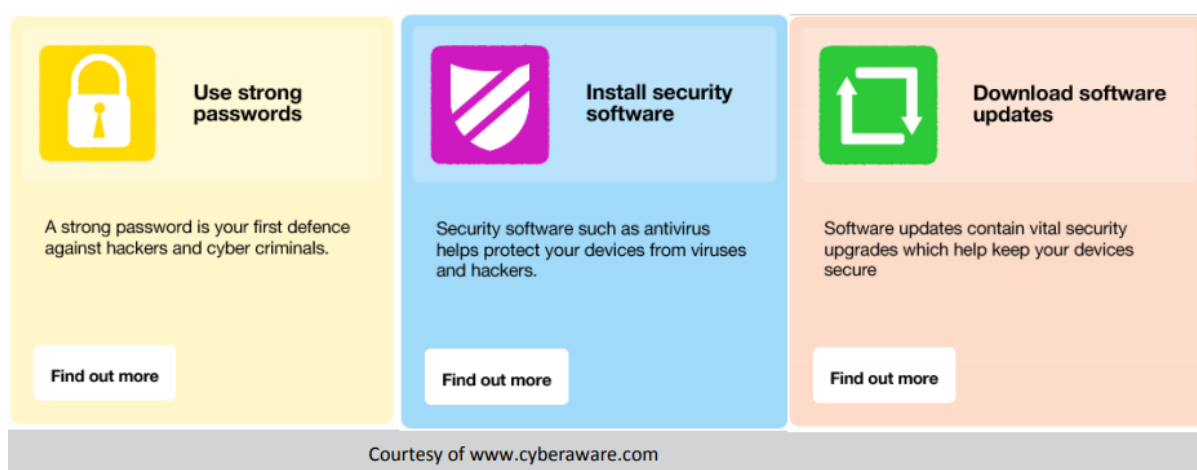 Use strong
passwords
A strong password is your first defence
against hackers and cyber criminals.
Find out more
Install security
software
Security software such as antivirus
helps protect your devices from viruses
and hackers.
Find out more
Download software
updates
Software updates contain vital security
upgrades which help keep your devices
secure
Find out more
Courtesy of www.cyberaware.com